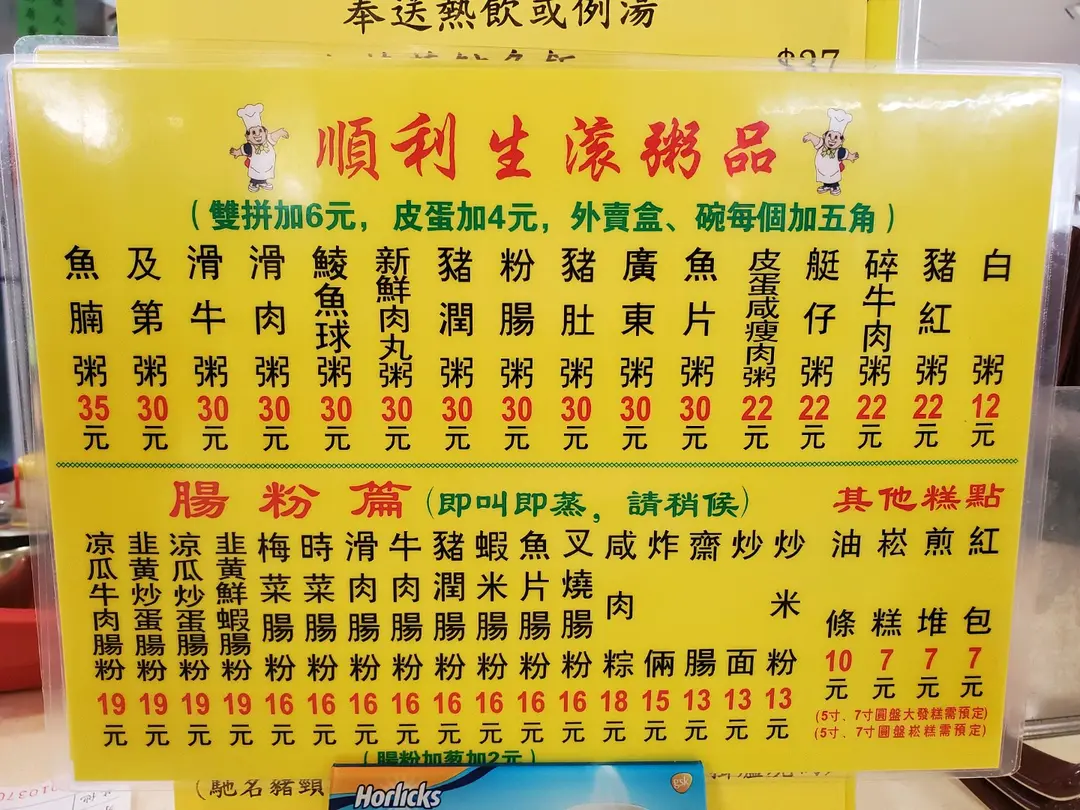 奉送熱飲或例湯
$37
順利生滾粥品
(雙拼加6元，皮蛋加4元，外賣盒、碗每個加五角)
魚腩粥35元
及第粥30元
滑牛粥30元
滑肉粥30元
鯪魚球粥30元
新鮮肉丸粥30元
豬潤粥30元
粉腸粥30元
豬肚粥30元
廣東粥30元
魚片粥30元
皮蛋咸瘦肉粥22元
艇仔粥22元
碎牛肉粥22元
豬紅粥22元
白粥12元
腸粉篇(即叫即蒸，請稍候)
凉瓜牛肉腸粉19元
韭黄炒蛋腸粉19元
凉瓜炒蛋腸粉19元
韭黄鮮蝦腸粉19元
梅菜腸粉16元
時菜腸粉16元
滑肉腸粉16元
牛肉腸粉16元
豬潤腸粉16元
蝦米腸粉16元
魚片腸粉16元
叉燒腸粉16元
咸肉粽18元
炸倆15元
齋腸13元
炒面13元
炒米粉13元
其他糕點
油條10元
崧糕7元
煎堆7元
紅包7元
(5寸、7寸圓盤大發糕需預定)
(5寸、7寸圓盤崧糕需預定)
(腸粉加葱加2元)
(馳名豬頸
Horlicks
gsk